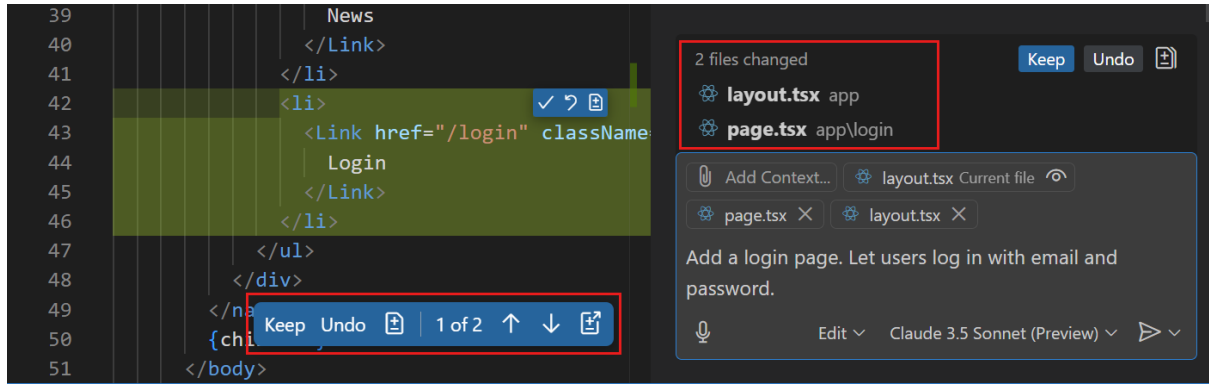 39 News
40 </Link>
41 </li>
42 <li>
43 <Link href="/login" className=
44 Login
45 </Link>
46 </li>
47 </ul>
48 </div>
49 </na
50 {chi
51 </body>
Keep Undo 1 of 2
2 files changed Keep Undo
layout.tsx app
page.tsx app\login
Add Context... layout.tsx Current file
page.tsx layout.tsx
Add a login page. Let users log in with email and
password.
Edit Claude 3.5 Sonnet (Preview)